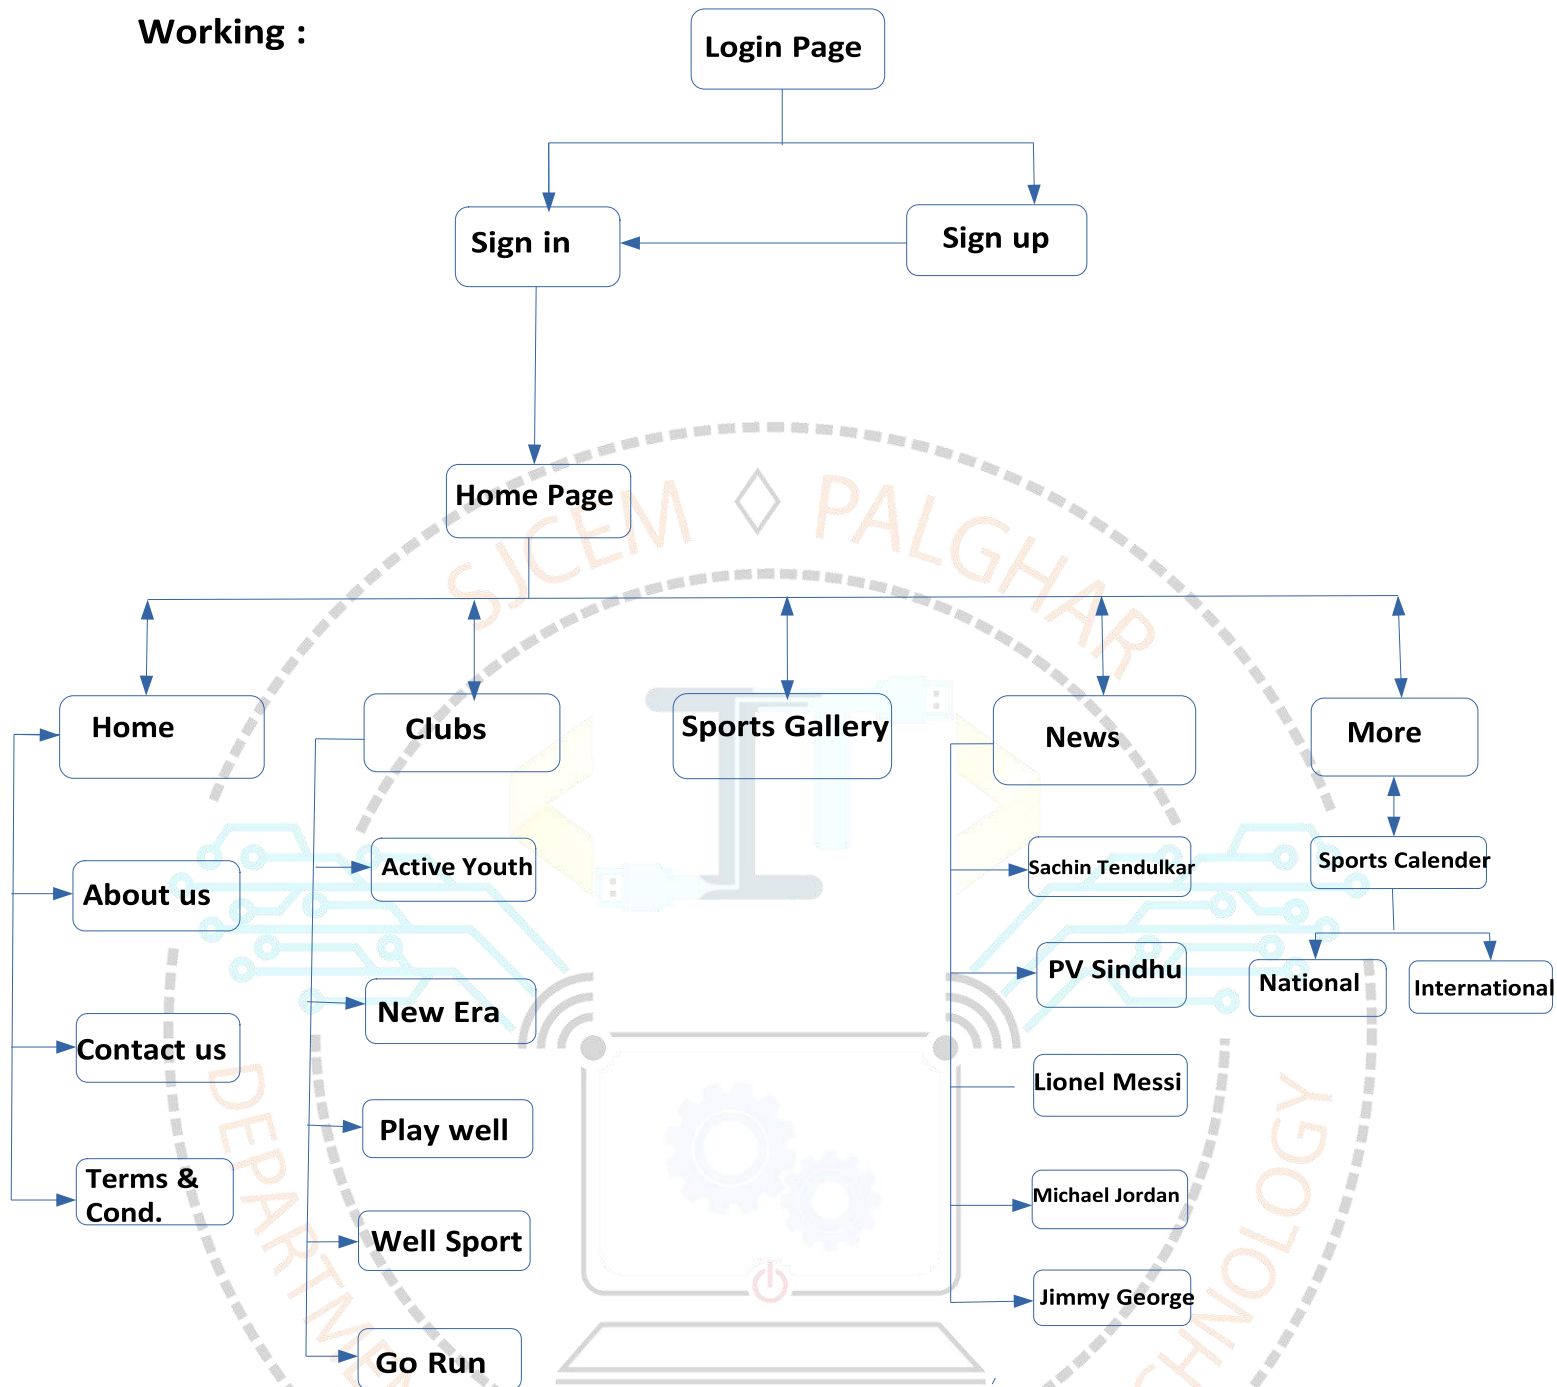 Working :
Login Page
Sign in
Sign up
Home Page
SJCEM ◊ PALGHAR
Home
Clubs
Sports Gallery
News
More
About us
Contact us
Terms &
Cond.
Active Youth
New Era
Play well
Well Sport
Go Run
Sachin Tendulkar
PV Sindhu
Lionel Messi
Michael Jordan
Jimmy George
Sports Calender
National
International